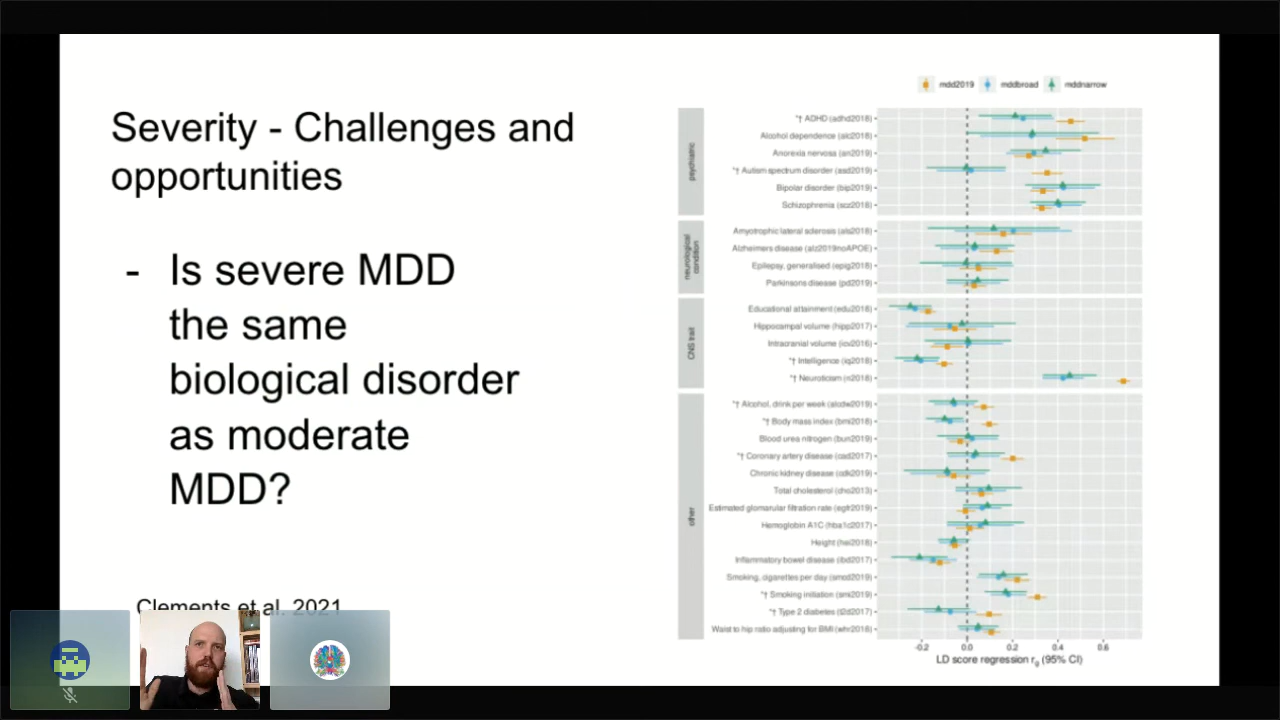 Severity - Challenges and
opportunities
- Is severe MDD
the same
biological disorder
as moderate
MDD?
Clements et al. 2021
mdd2019 mddbroad mddnarrow
psychiatric
*† ADHD (adhd2018)
Alcohol dependence (alc2018)
Anorexia nervosa (an2019)
*† Autism spectrum disorder (asd2019)
Bipolar disorder (bip2019)
Schizophrenia (scz2018)
neurological
condition
Amyotrophic lateral sclerosis (als2018)
Alzheimers disease (alz2019noAPOE)
Epilepsy, generalised (epig2018)
Parkinsons disease (pd2019)
CNS trait
Educational attainment (edu2018)
Hippocampal volume (hipp2017)
Intracranial volume (icv2016)
*† Intelligence (iq2018)
*† Neuroticism (n2018)
other
*† Alcohol, drink per week (alcdw2019)
*† Body mass index (bmi2018)
Blood urea nitrogen (bun2019)
*† Coronary artery disease (cad2017)
Chronic kidney disease (cdk2019)
Total cholesterol (cho2013)
Estimated glomarular filtration rate (egfr2019)
Hemoglobin A1C (hba1c2017)
Height (hei2018)
Inflammatory bowel disease (ibd2017)
Smoking, cigarettes per day (smcd2019)
*† Smoking initiation (smi2019)
*† Type 2 diabetes (t2d2017)
Waist to hip ratio adjusting for BMI (whr2018)
-0.2 0.0 0.2 0.4 0.6
LD score regression rg (95% CI)